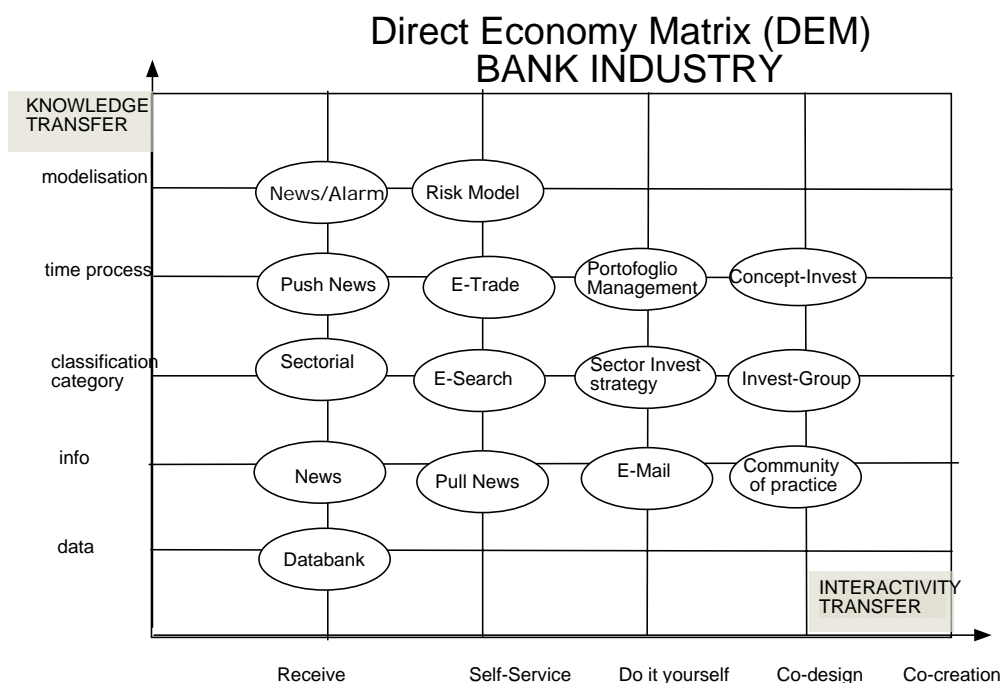 Direct Economy Matrix (DEM)
BANK INDUSTRY
KNOWLEDGE
TRANSFER
modelisation
News/Alarm
Risk Model
time process
Push News
E-Trade
Portofoglio
Management
Concept-Invest
classification
category
Sectorial
E-Search
Sector Invest
strategy
Invest-Group
info
News
Pull News
E-Mail
Community
of practice
data
Databank
INTERACTIVITY
TRANSFER
Receive
Self-Service
Do it yourself
Co-design
Co-creation